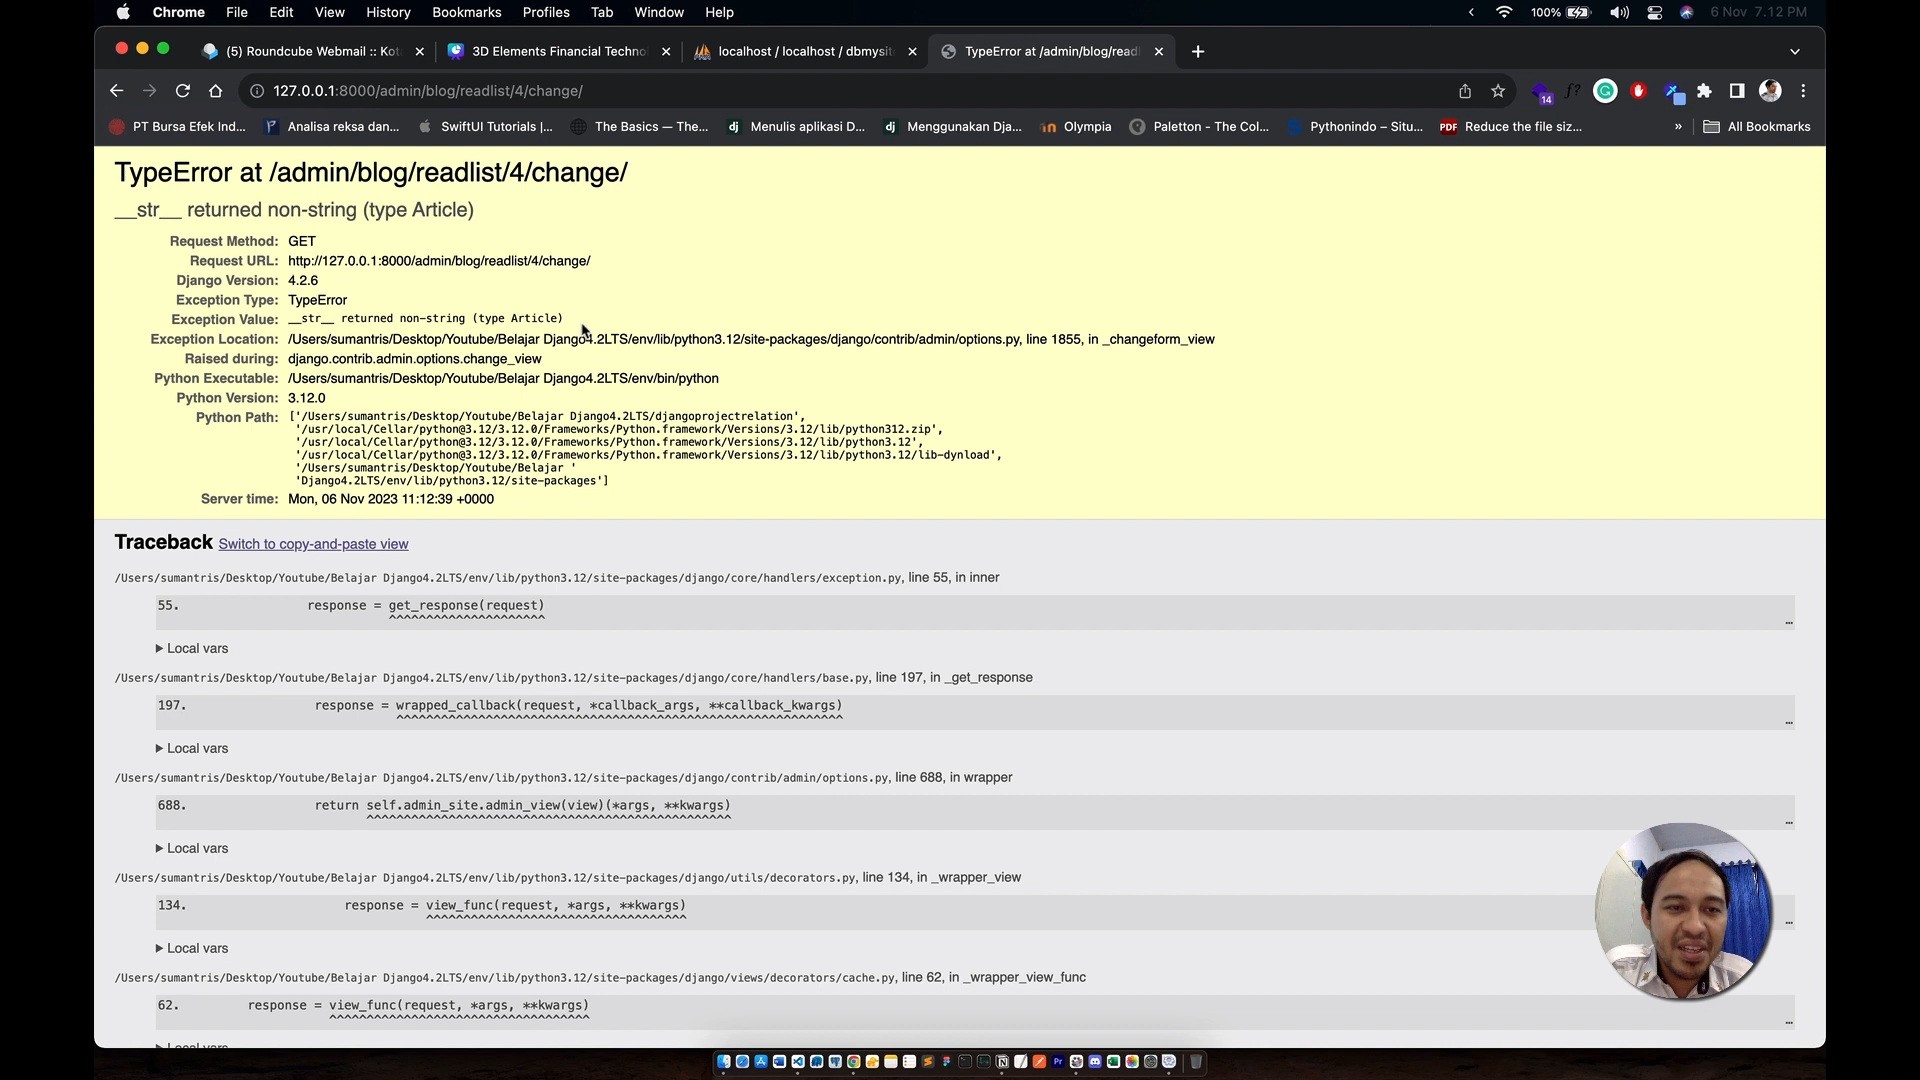 Chrome File Edit View History Bookmarks Profiles Tab Window Help
100% 6 Nov 7.12 PM
(5) Roundcube Webmail :: Kot
3D Elements Financial Techno
localhost / localhost / dbmysit
TypeError at /admin/blog/readl
127.0.0.1:8000/admin/blog/readlist/4/change/
14
f?
PT Bursa Efek Ind...
Analisa reksa dan...
SwiftUI Tutorials |...
The Basics — The...
dj Menulis aplikasi D...
dj Menggunakan Dja...
Olympia
Paletton - The Col...
Pythonindo – Situ...
PDF Reduce the file siz...
» All Bookmarks
TypeError at /admin/blog/readlist/4/change/
__str__ returned non-string (type Article)
Request Method: GET
Request URL: http://127.0.0.1:8000/admin/blog/readlist/4/change/
Django Version: 4.2.6
Exception Type: TypeError
Exception Value: __str__ returned non-string (type Article)
Exception Location: /Users/sumantris/Desktop/Youtube/Belajar Django4.2LTS/env/lib/python3.12/site-packages/django/contrib/admin/options.py, line 1855, in _changeform_view
Raised during: django.contrib.admin.options.change_view
Python Executable: /Users/sumantris/Desktop/Youtube/Belajar Django4.2LTS/env/bin/python
Python Version: 3.12.0
Python Path: ['/Users/sumantris/Desktop/Youtube/Belajar Django4.2LTS/djangoprojectrelation',
'/usr/local/Cellar/python@3.12/3.12.0/Frameworks/Python.framework/Versions/3.12/lib/python312.zip',
'/usr/local/Cellar/python@3.12/3.12.0/Frameworks/Python.framework/Versions/3.12/lib/python3.12',
'/usr/local/Cellar/python@3.12/3.12.0/Frameworks/Python.framework/Versions/3.12/lib/python3.12/lib-dynload',
'/Users/sumantris/Desktop/Youtube/Belajar '
'Django4.2LTS/env/lib/python3.12/site-packages']
Server time: Mon, 06 Nov 2023 11:12:39 +0000
Traceback Switch to copy-and-paste view
/Users/sumantris/Desktop/Youtube/Belajar Django4.2LTS/env/lib/python3.12/site-packages/django/core/handlers/exception.py, line 55, in inner
55. response = get_response(request)
^^^^^^^^^^^^^^^^^^^^^
…
▶ Local vars
/Users/sumantris/Desktop/Youtube/Belajar Django4.2LTS/env/lib/python3.12/site-packages/django/core/handlers/base.py, line 197, in _get_response
197. response = wrapped_callback(request, *callback_args, **callback_kwargs)
^^^^^^^^^^^^^^^^^^^^^^^^^^^^^^^^^^^^^^^^^^^^^^^^^^^^^^^^^^^^
…
▶ Local vars
/Users/sumantris/Desktop/Youtube/Belajar Django4.2LTS/env/lib/python3.12/site-packages/django/contrib/admin/options.py, line 688, in wrapper
688. return self.admin_site.admin_view(view)(*args, **kwargs)
^^^^^^^^^^^^^^^^^^^^^^^^^^^^^^^^^^^^^^^^^^^^^^^^^
…
▶ Local vars
/Users/sumantris/Desktop/Youtube/Belajar Django4.2LTS/env/lib/python3.12/site-packages/django/utils/decorators.py, line 134, in _wrapper_view
134. response = view_func(request, *args, **kwargs)
^^^^^^^^^^^^^^^^^^^^^^^^^^^^^^^^^^^
…
▶ Local vars
/Users/sumantris/Desktop/Youtube/Belajar Django4.2LTS/env/lib/python3.12/site-packages/django/views/decorators/cache.py, line 62, in _wrapper_view_func
62. response = view_func(request, *args, **kwargs)
^^^^^^^^^^^^^^^^^^^^^^^^^^^^^^^^^^^
…
Local vars
Pr